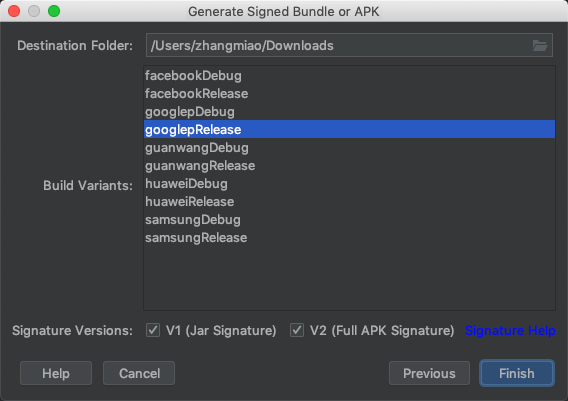 Generate Signed Bundle or APK
Destination Folder: /Users/zhangmiao/Downloads
facebookDebug
facebookRelease
googlepDebug
googlepRelease
guanwangDebug
guanwangRelease
Build Variants:
huaweiDebug
huaweiRelease
samsungDebug
samsungRelease
Signature Versions: V1 (Jar Signature) V2 (Full APK Signature) Signature Help
Help Cancel Previous Finish